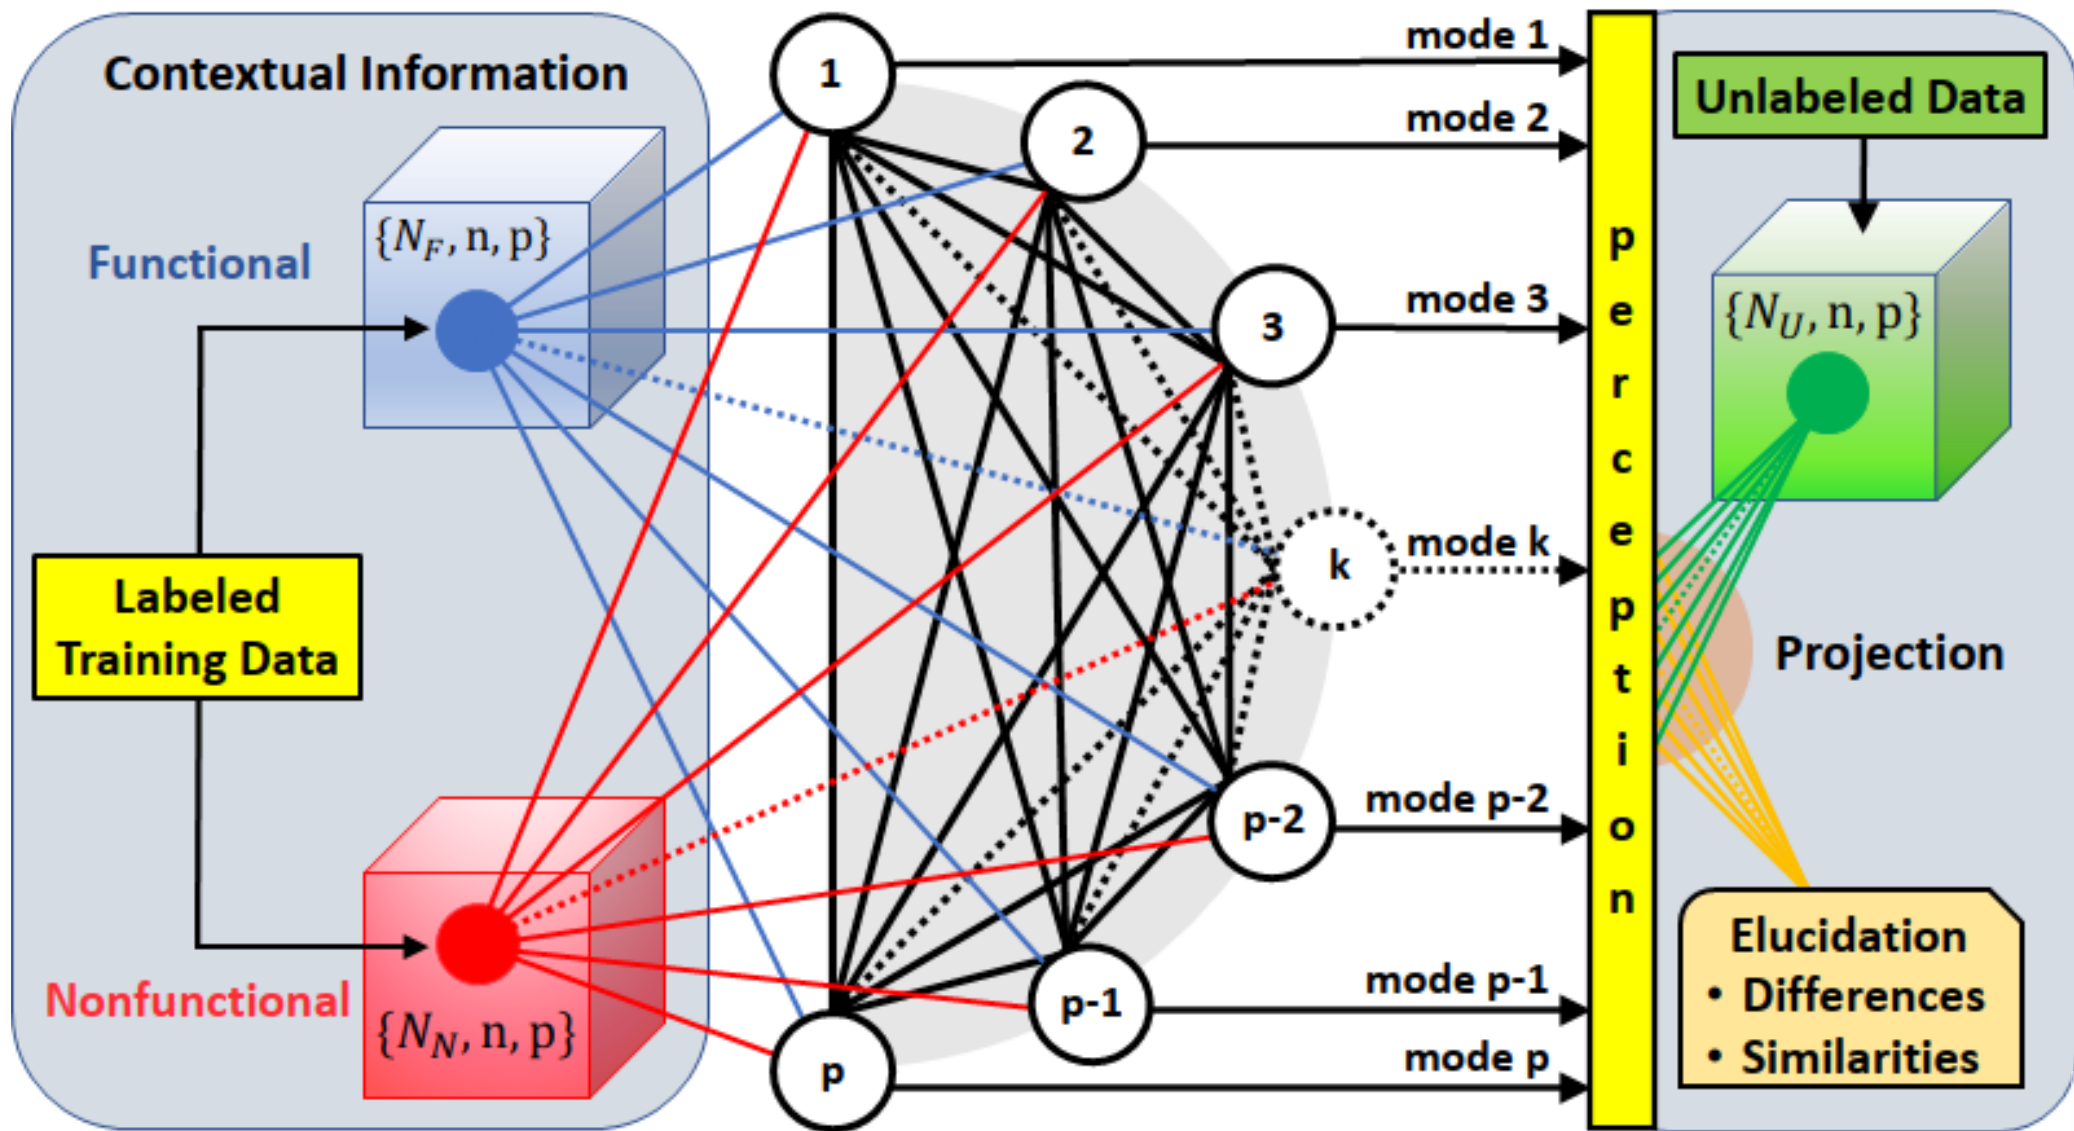 Contextual Information
{N_F, n, p}
Functional
Labeled
Training Data
Nonfunctional
{N_N, n, p}
1
2
3
k
p-2
p-1
p
mode 1
mode 2
mode 3
mode k
mode p-2
mode p-1
mode p
perception
Unlabeled Data
{N_U, n, p}
Projection
Elucidation
• Differences
• Similarities